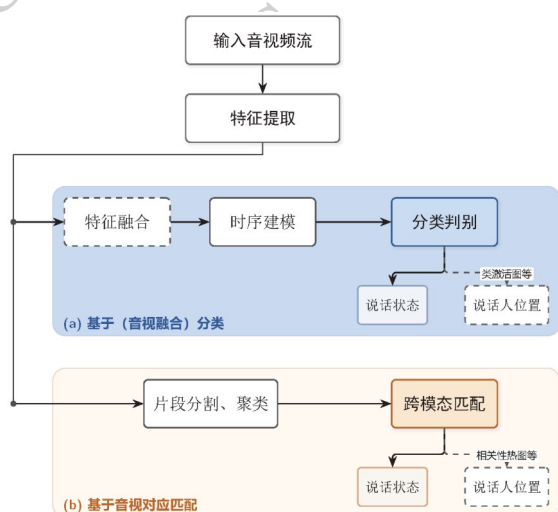 输入音视频流
特征提取
特征融合
时序建模
分类判别
类激活图等
说话状态
说话人位置
(a) 基于（音视融合）分类
片段分割、聚类
跨模态匹配
相关性热图等
说话状态
说话人位置
(b) 基于音视对应匹配